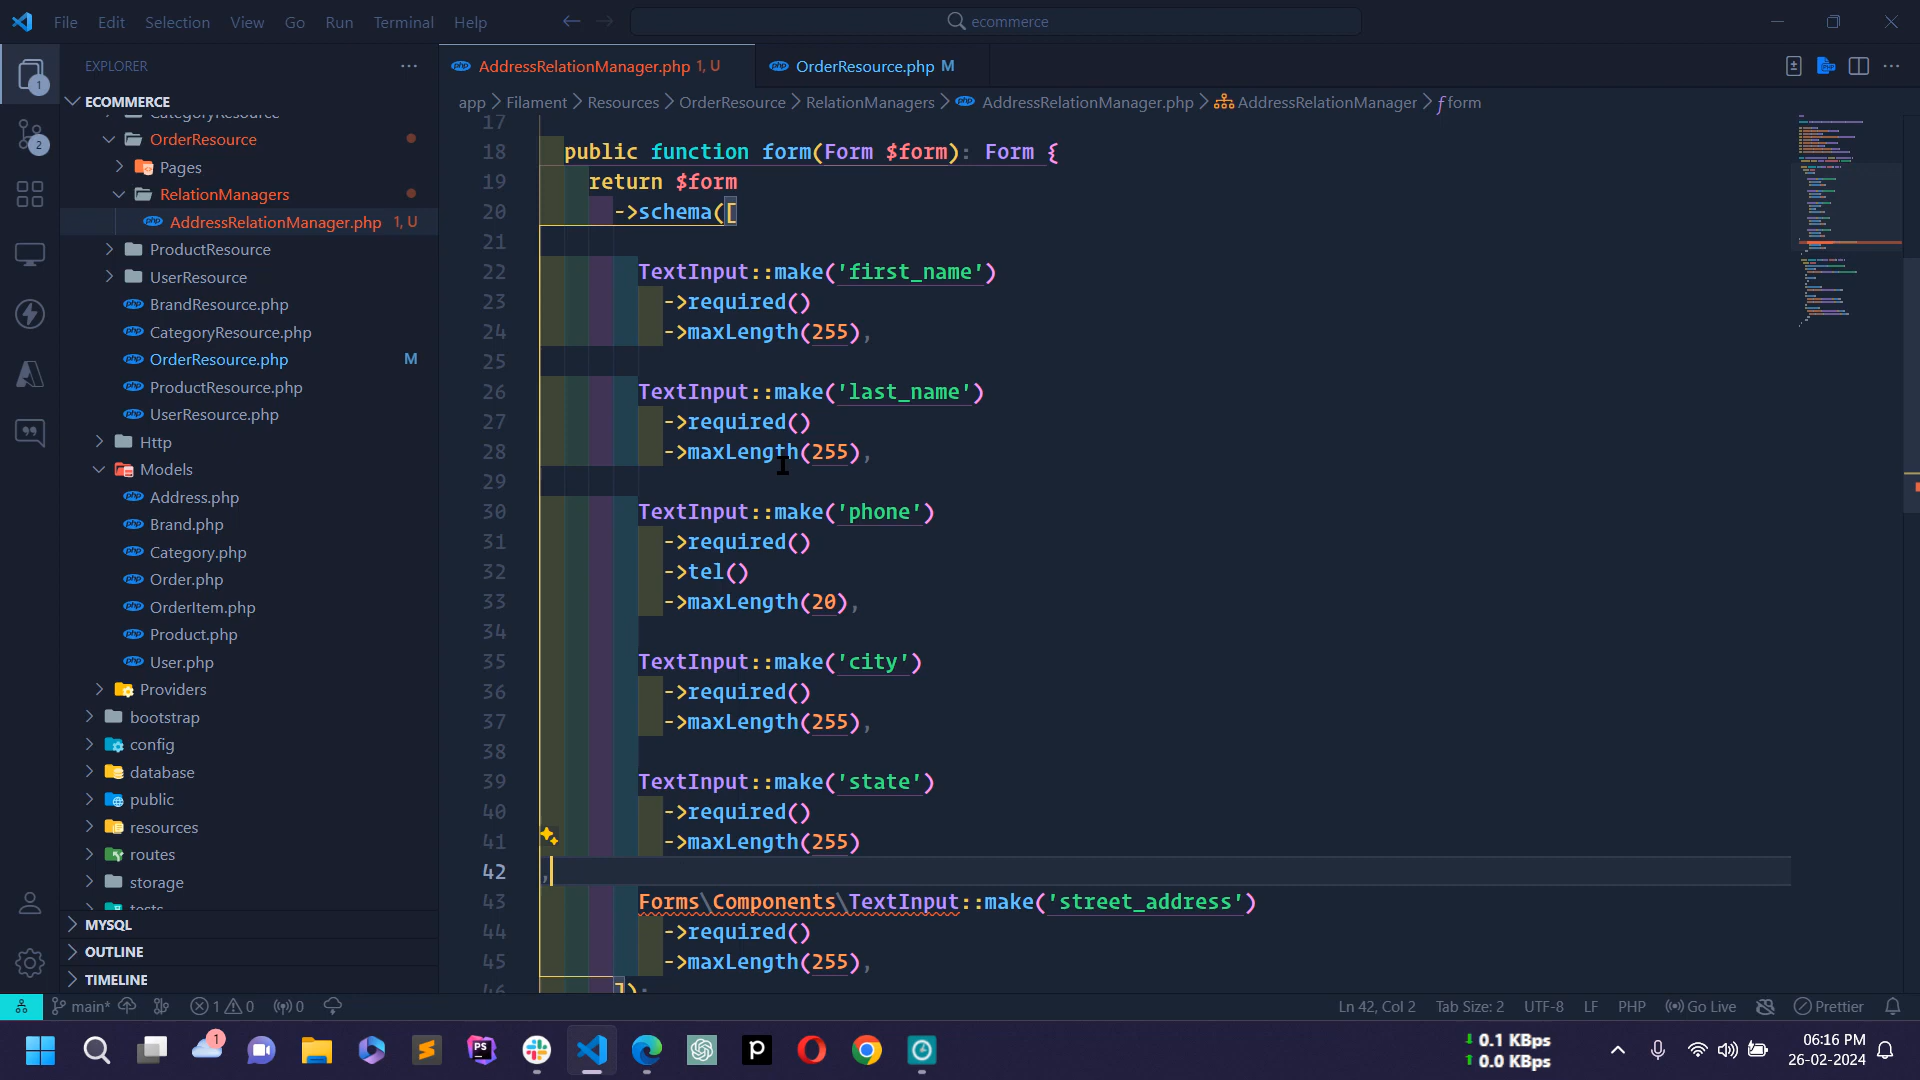 File Edit Selection View Go Run Terminal Help
ecommerce
EXPLORER
AddressRelationManager.php 1, U
OrderResource.php M
ECOMMERCE
app > Filament > Resources > OrderResource > RelationManagers > AddressRelationManager.php > AddressRelationManager > form
CategoryResource
OrderResource
Pages
RelationManagers
AddressRelationManager.php 1, U
ProductResource
UserResource
BrandResource.php
CategoryResource.php
OrderResource.php M
ProductResource.php
UserResource.php
Http
Models
Address.php
Brand.php
Category.php
Order.php
OrderItem.php
Product.php
User.php
Providers
bootstrap
config
database
public
resources
routes
storage
tests
MYSQL
OUTLINE
TIMELINE
17
18 public function form(Form $form): Form {
19 return $form
20 ->schema([
21
22 TextInput::make('first_name')
23 ->required()
24 ->maxLength(255),
25
26 TextInput::make('last_name')
27 ->required()
28 ->maxLength(255),
29
30 TextInput::make('phone')
31 ->required()
32 ->tel()
33 ->maxLength(20),
34
35 TextInput::make('city')
36 ->required()
37 ->maxLength(255),
38
39 TextInput::make('state')
40 ->required()
41 ->maxLength(255)
42 ,
43 Forms\Components\TextInput::make('street_address')
44 ->required()
45 ->maxLength(255),
46 ]);
main* 1 0 0
Ln 42, Col 2 Tab Size: 2 UTF-8 LF PHP Go Live Prettier
0.1 KBps
0.0 KBps
06:16 PM
26-02-2024